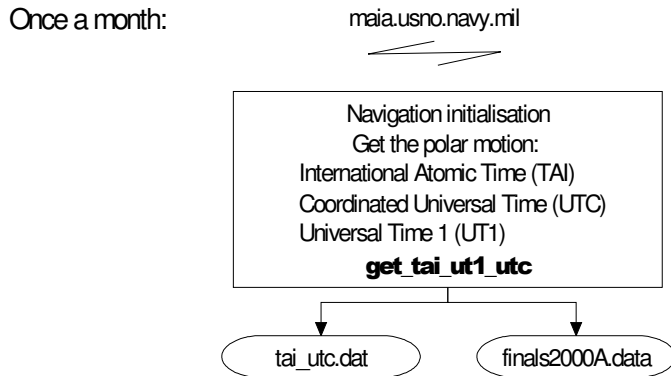 Once a month:
maia.usno.navy.mil
Navigation initialisation
Get the polar motion:
International Atomic Time (TAI)
Coordinated Universal Time (UTC)
Universal Time 1 (UT1)
get_tai_ut1_utc
tai_utc.dat
finals2000A.data